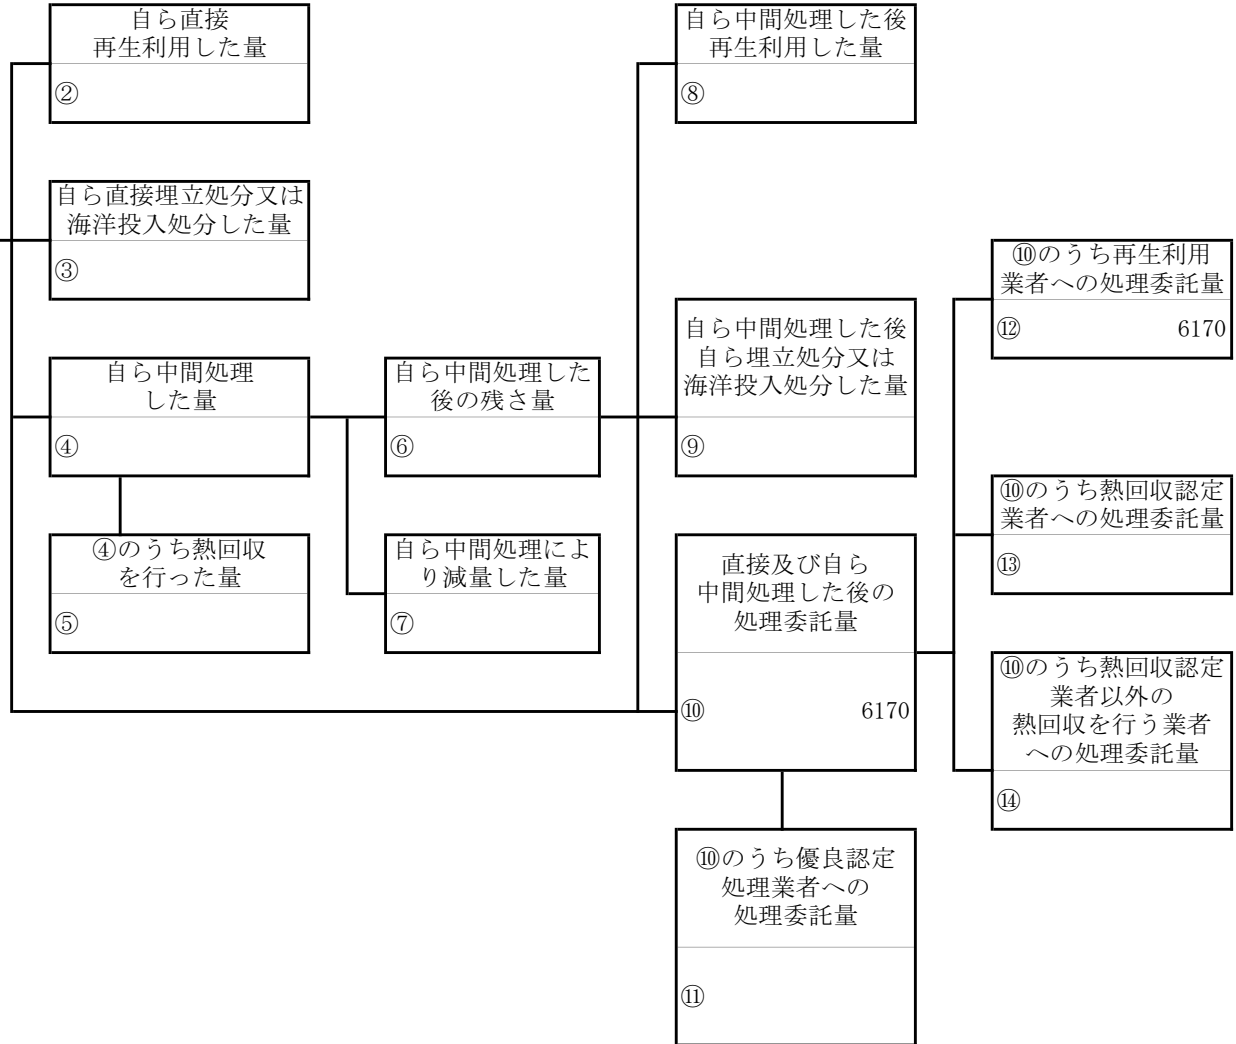 自ら直接
再生利用した量
②
自ら中間処理した後
再生利用した量
⑧
自ら直接埋立処分又は
海洋投入処分した量
③
⑩のうち再生利用
業者への処理委託量
⑫ 6170
自ら中間処理した後
自ら埋立処分又は
海洋投入処分した量
⑨
自ら中間処理
した量
④
自ら中間処理した
後の残さ量
⑥
⑩のうち熱回収認定
業者への処理委託量
⑬
④のうち熱回収
を行った量
⑤
自ら中間処理によ
り減量した量
⑦
直接及び自ら
中間処理した後の
処理委託量
⑩ 6170
⑩のうち熱回収認定
業者以外の
熱回収を行う業者
への処理委託量
⑭
⑩のうち優良認定
処理業者への
処理委託量
⑪